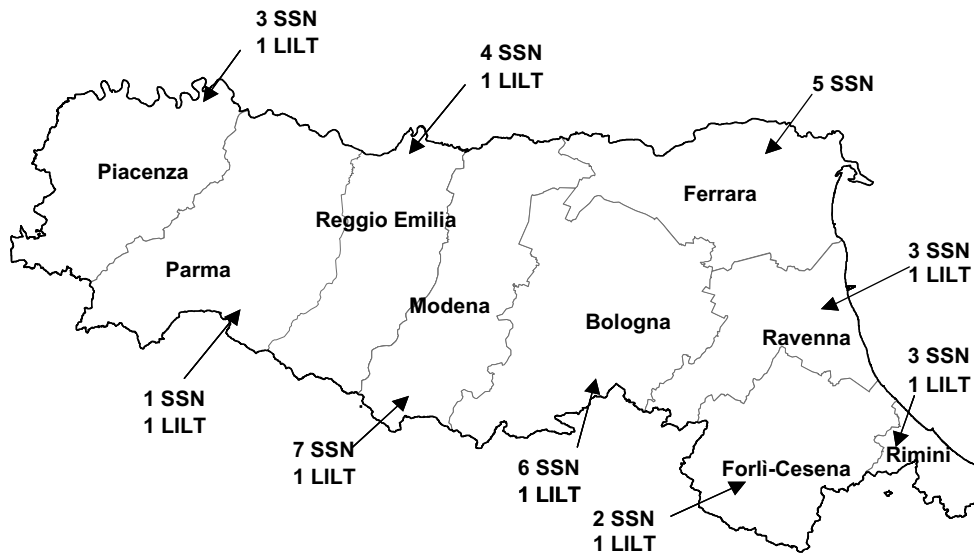 3 SSN
1 LILT
4 SSN
1 LILT
5 SSN
Piacenza
Ferrara
Reggio Emilia
Parma
3 SSN
1 LILT
Modena
Bologna
Ravenna
3 SSN
1 LILT
1 SSN
1 LILT
7 SSN
1 LILT
6 SSN
1 LILT
Forlì-Cesena
Rimini
2 SSN
1 LILT